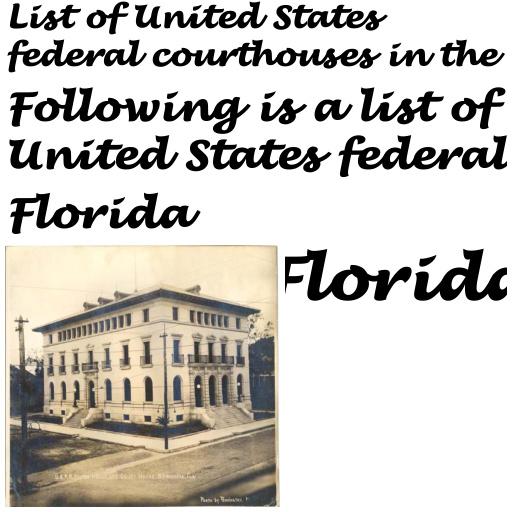 List of United States
federal courthouses in the
Following is a list of
United States federal
Florida
Florida